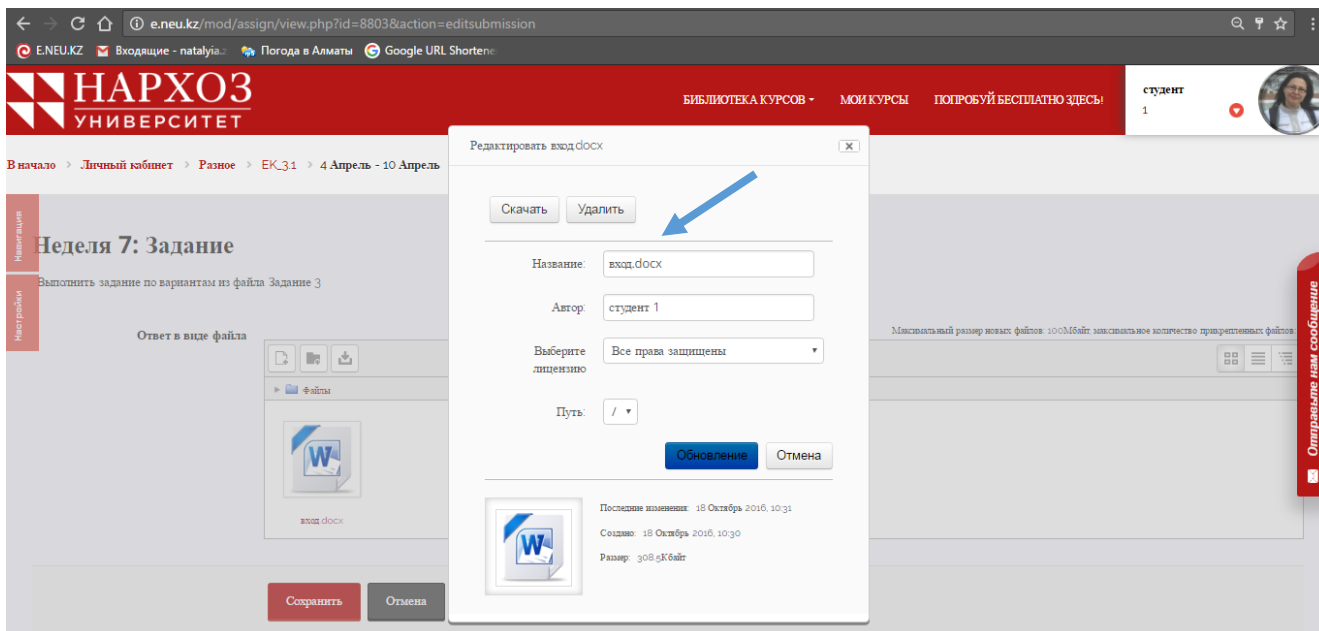 e.neu.kz/mod/assign/view.php?id=8803&action=editsubmission
E.NEU.KZ Входящие - natalyia.z Погода в Алматы Google URL Shortene
НАРХОЗ
УНИВЕРСИТЕТ
БИБЛИОТЕКА КУРСОВ МОИ КУРСЫ ПОПРОБУЙ БЕСПЛАТНО ЗДЕСЬ!
студент
1
В начало > Личный кабинет > Разное > EK_3.1 > 4 Апрель - 10 Апрель
Редактировать вход.docx
x
Скачать Удалить
Навигация
Настройки
Неделя 7: Задание
Выполнить задание по вариантам из файла Задание 3
Название: вход.docx
Автор: студент 1
Выберите
лицензию
Все права защищены
Путь: /
Обновление Отмена
Ответ в виде файла
Максимальный размер новых файлов: 100Мбайт, максимальное количество прикрепленных файлов:
Файлы
W
вход.docx
W
Последние изменения: 18 Октябрь 2016, 10:31
Создано: 18 Октябрь 2016, 10:30
Размер: 308.5Кбайт
Сохранить Отмена
Отправьте нам сообщение